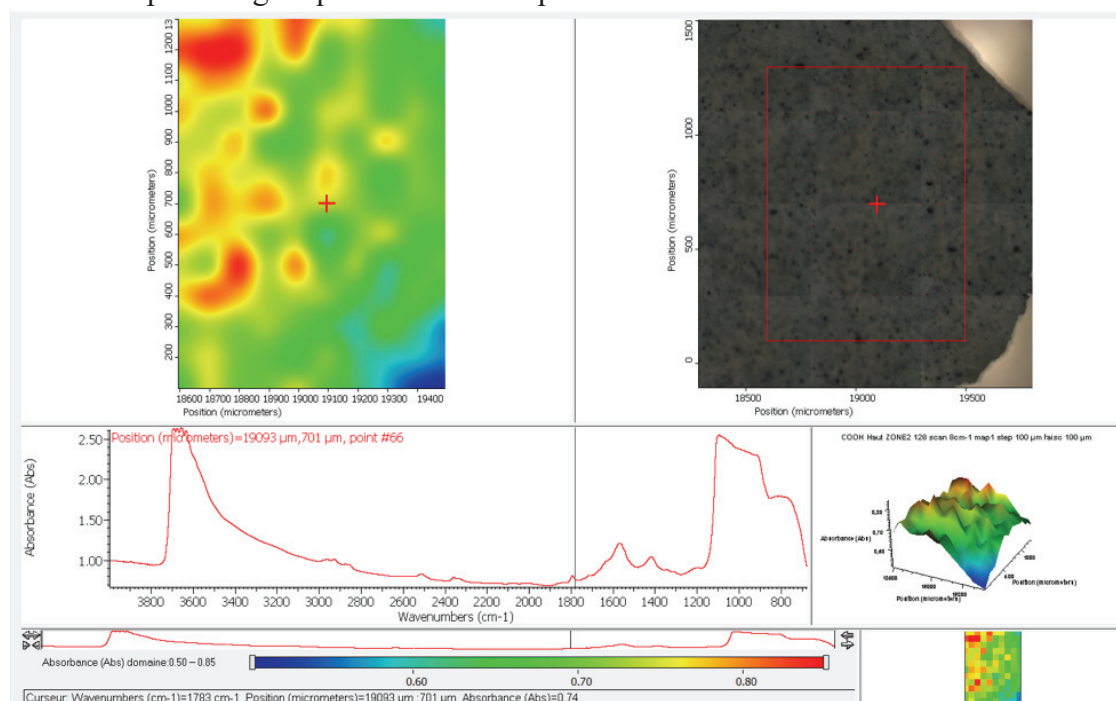 1200 13
1100
1000
900
800
700
600
500
400
300
200
Position (micrometers)
18600 18700 18800 18900 19000 19100 19200 19300 19400
Position (micrometers)
1500
1000
500
0
Position (micrometers)
18500 19000 19500
Position (micrometers)
Position (micrometers)=19093 µm,701 µm, point #66
2.50
2.00
1.50
1.00
Absorbance (Abs)
3800 3600 3400 3200 3000 2800 2600 2400 2200 2000 1800 1600 1400 1200 1000 800
Wavenumbers (cm-1)
COOH Haut ZONE2 128 scan 8cm-1 map1 step 100 µm faisc 100 µm
Absorbance (Abs)
Absorbance (Abs) domaine:0.50 – 0.85
0.60 0.70 0.80
Curseur: Wavenumbers (cm-1)=1783 cm-1 Position (micrometers)=19093 µm ;701 µm Absorbance (Abs)=0.74